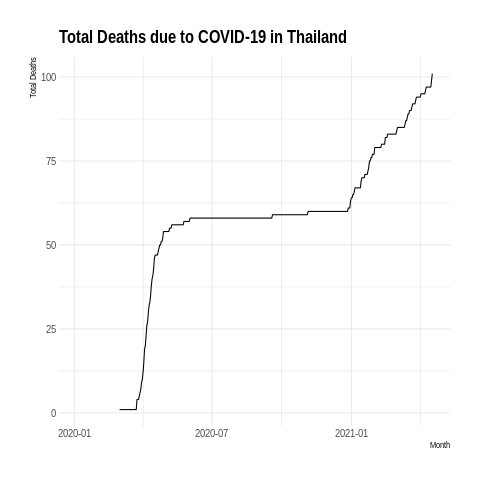 Total Deaths due to COVID-19 in Thailand
Total Deaths
100
75
50
25
0
2020-01
2020-07
2021-01
Month